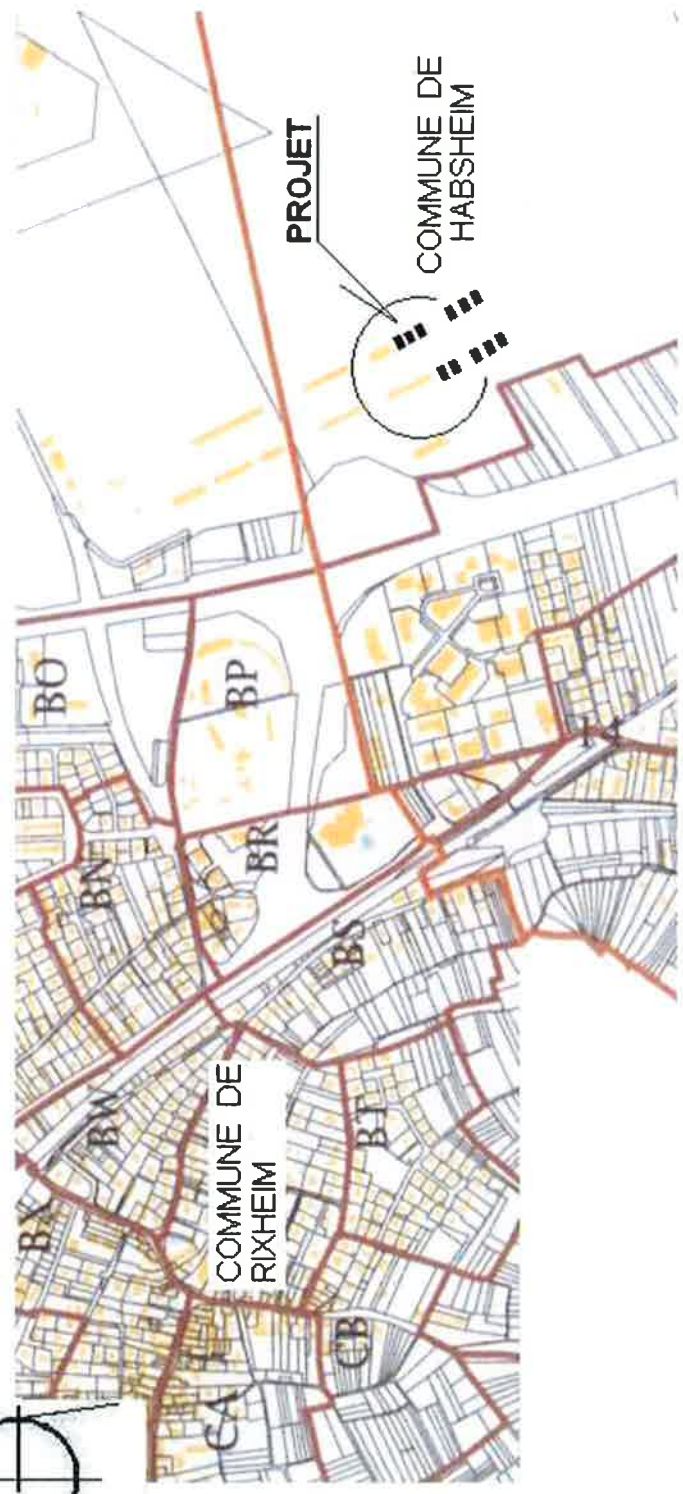 PROJET
COMMUNE DE
HABSHEIM
BO
BP
BN
BR
BS
BW
COMMUNE DE
RIXHEIM
BT
BX
CB
CA